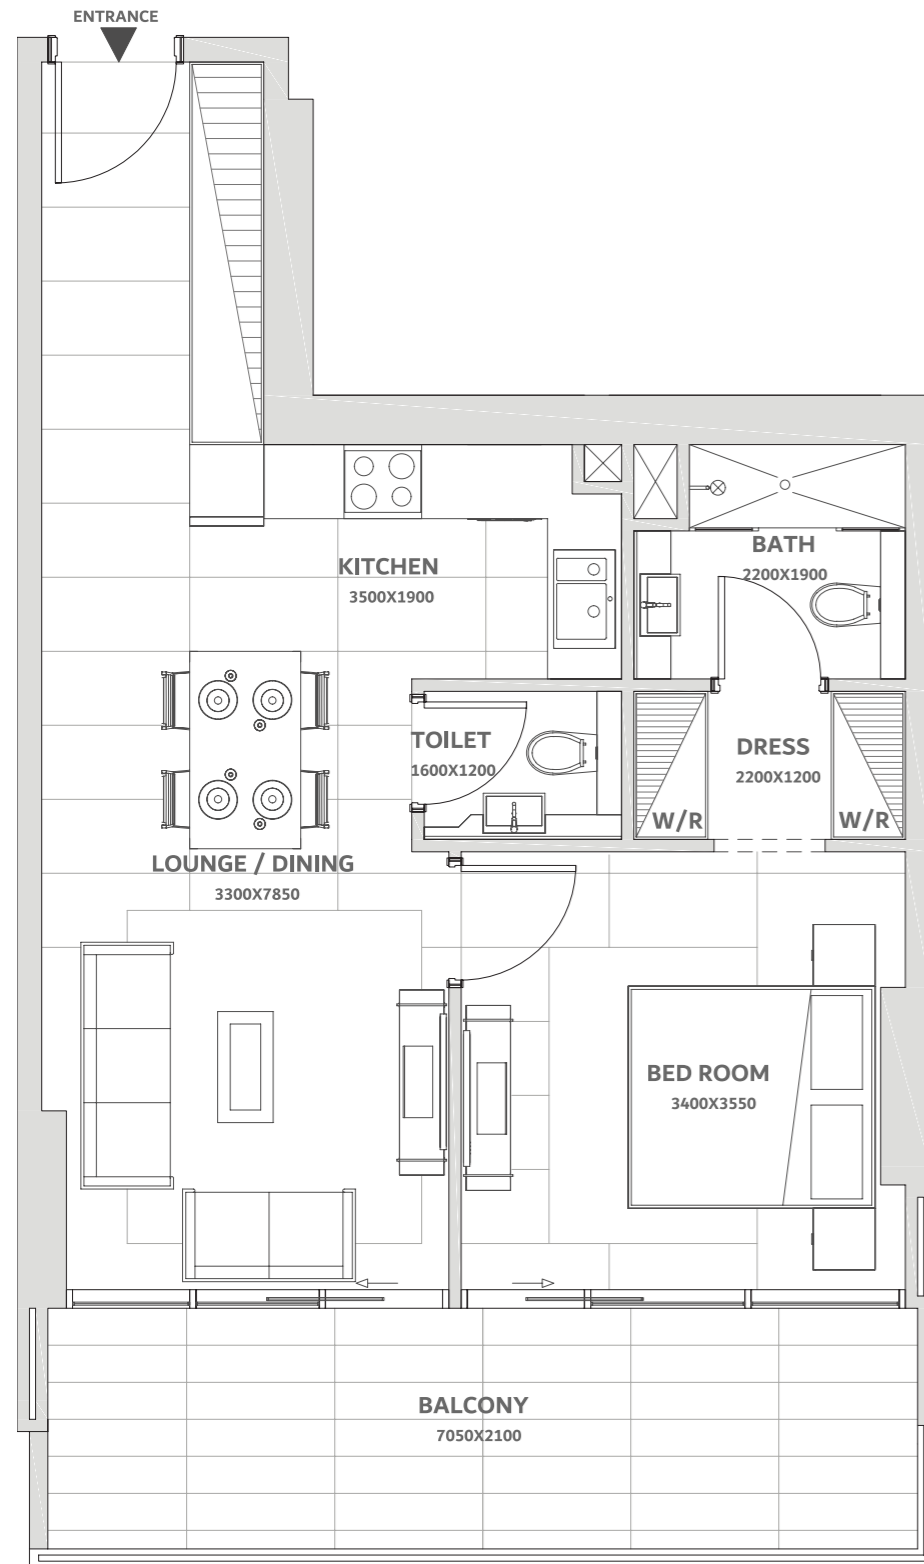 ENTRANCE
KITCHEN
3500X1900
BATH
2200X1900
TOILET
1600X1200
DRESS
2200X1200
W/R
W/R
LOUNGE / DINING
3300X7850
BED ROOM
3400X3550
BALCONY
7050X2100